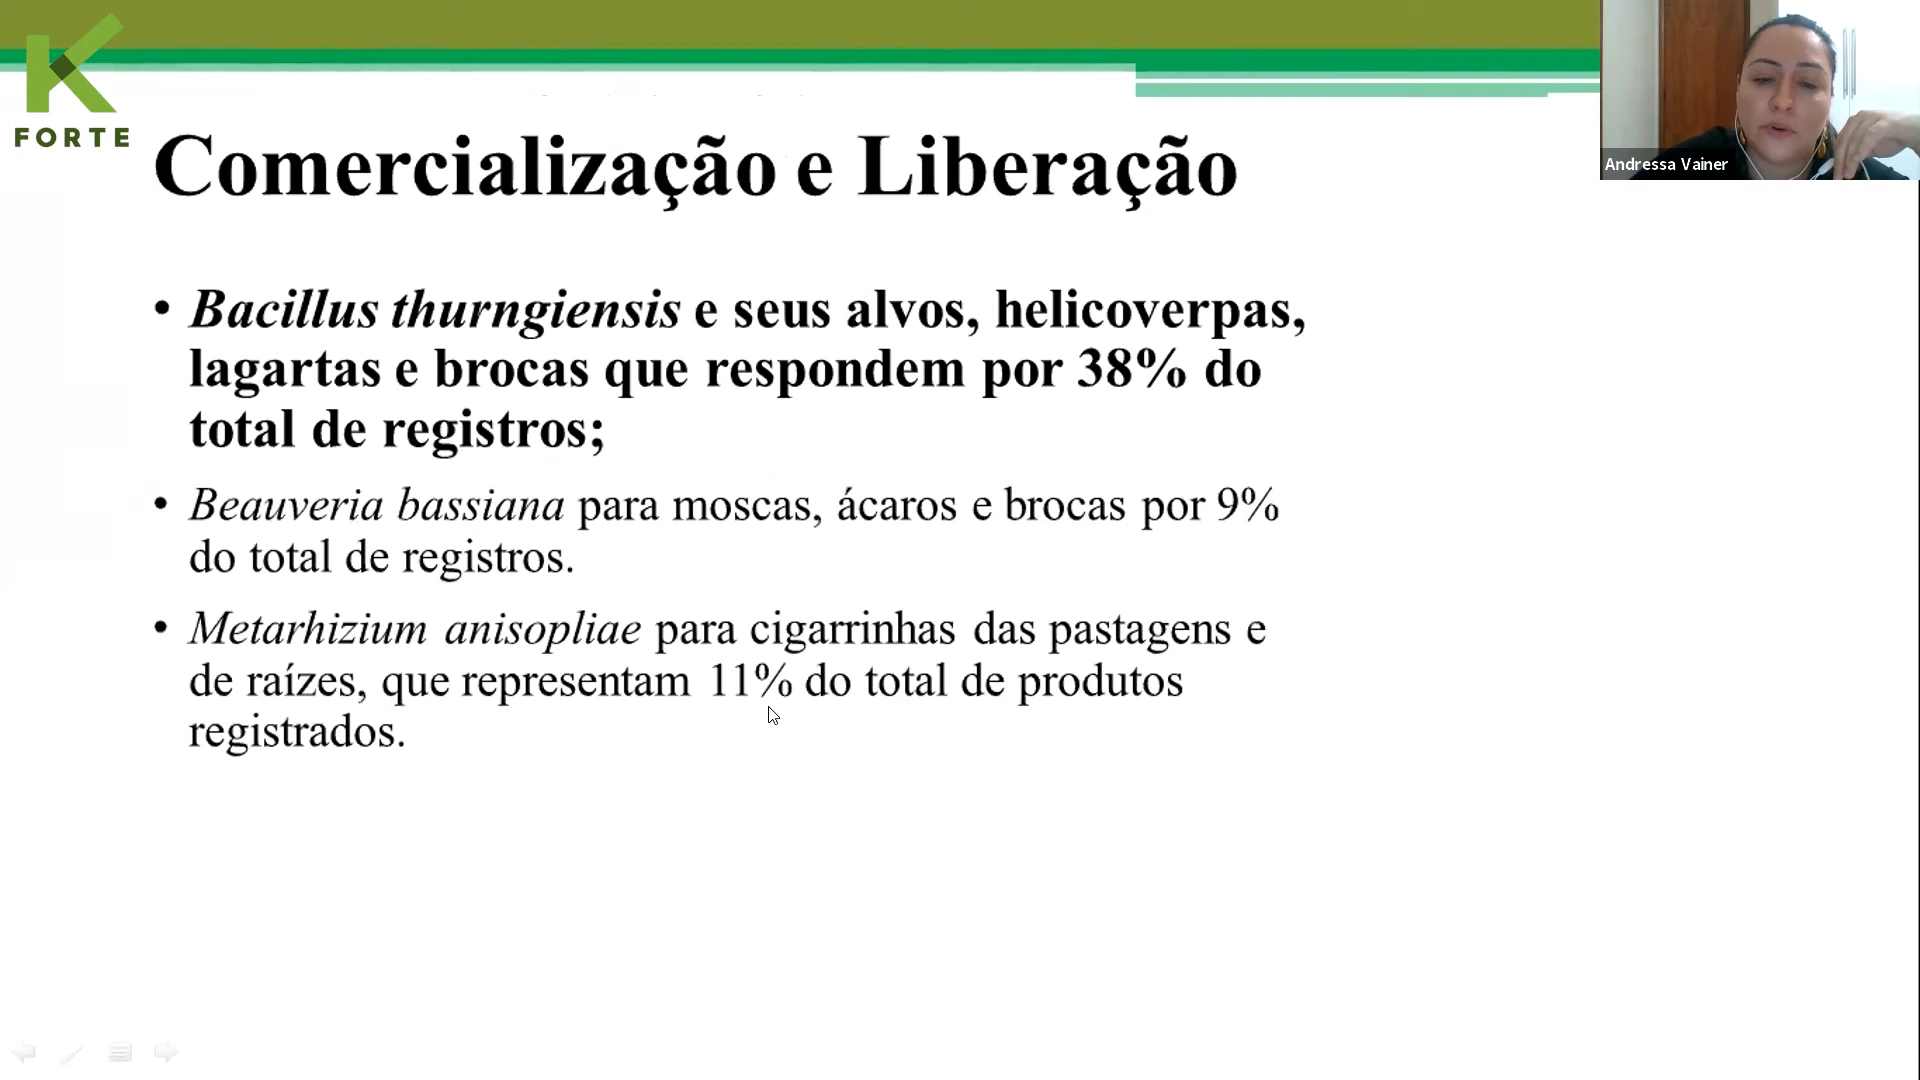 FORTE
Andressa Vainer
Comercialização e Liberação
• Bacillus thurngiensis e seus alvos, helicoverpas,
lagartas e brocas que respondem por 38% do
total de registros;
• Beauveria bassiana para moscas, ácaros e brocas por 9%
do total de registros.
• Metarhizium anisopliae para cigarrinhas das pastagens e
de raízes, que representam 11% do total de produtos
registrados.